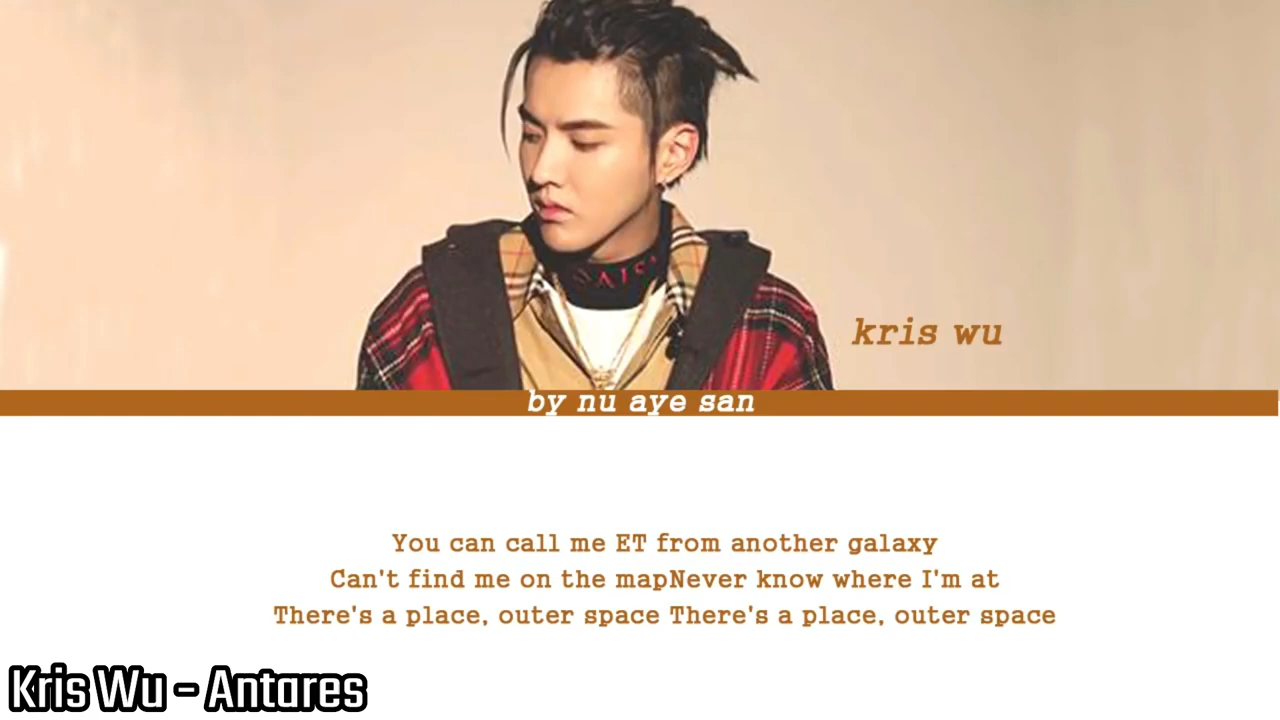 kris wu
by nú aye san
You can call me ET from another galaxy
Can't find me on the mapNever know where I'm at
There's a place, outer space There's a place, outer space
Kris Wu - Antares